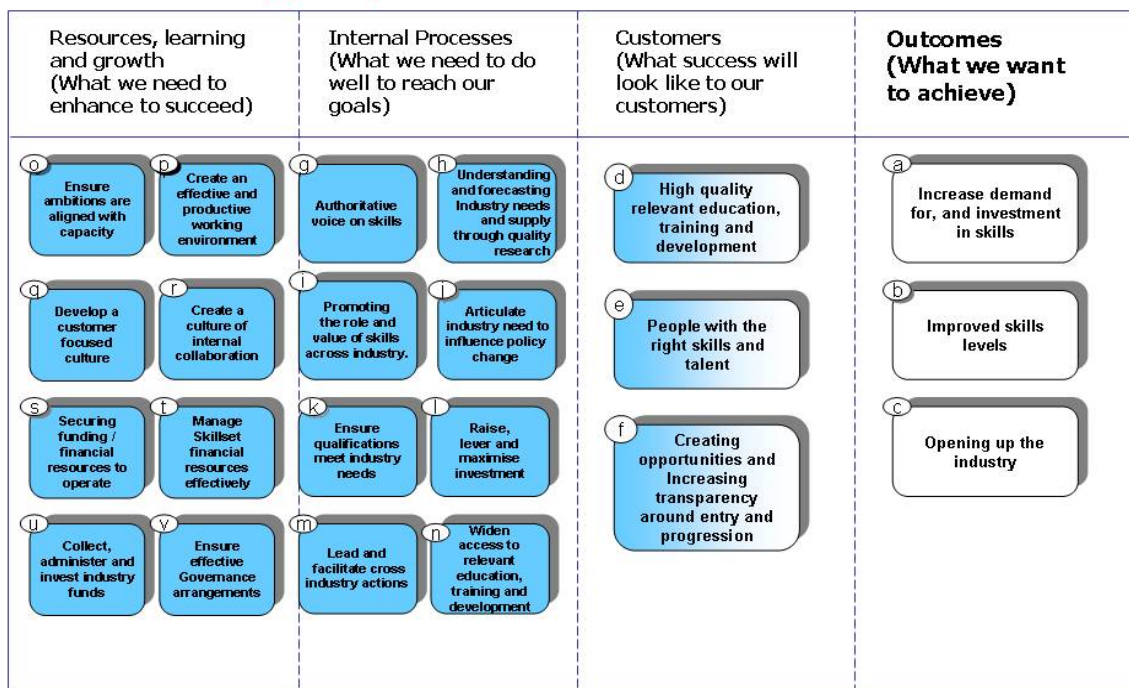 Resources, learning
and growth
(What we need to
enhance to succeed)
Internal Processes
(What we need to do
well to reach our
goals)
Customers
(What success will
look like to our
customers)
Outcomes
(What we want
to achieve)
o
Ensure
ambitions are
aligned with
capacity
p
Create an
effective and
productive
working
environment
g
Authoritative
voice on skills
h
Understanding
and forecasting
Industry needs
and supply
through quality
research
d
High quality
relevant education,
training and
development
a
Increase demand
for, and investment
in skills
q
Develop a
customer
focused
culture
r
Create a
culture of
internal
collaboration
i
Promoting
the role and
value of skills
across industry.
j
Articulate
industry need to
influence policy
change
e
People with the
right skills and
talent
b
Improved skills
levels
s
Securing
funding /
financial
resources to
operate
t
Manage
Skillset
financial
resources
effectively
k
Ensure
qualifications
meet industry
needs
l
Raise,
lever and
maximise
investment
f
Creating
opportunities and
Increasing
transparency
around entry and
progression
c
Opening up the
industry
u
Collect,
administer and
invest industry
funds
v
Ensure
effective
Governance
arrangements
m
Lead and
facilitate cross
industry actions
n
Widen
access to
relevant
education,
training and
development